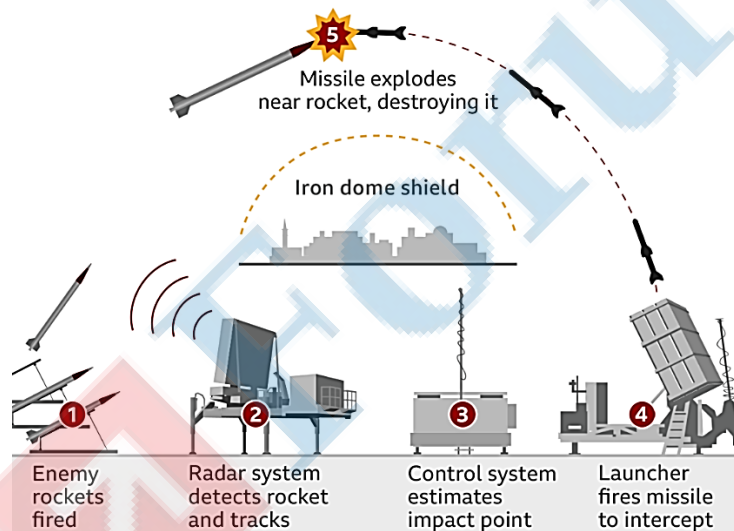 5
Missile explodes
near rocket, destroying it
Iron dome shield
1
2
3
4
Enemy
rockets
fired
Radar system
detects rocket
and tracks
Control system
estimates
impact point
Launcher
fires missile
to intercept
Foru